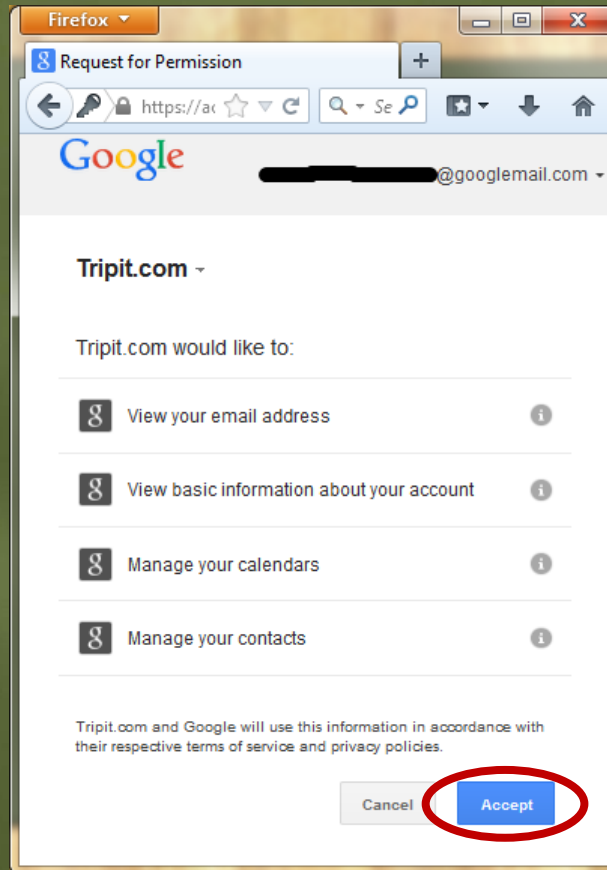 Firefox
Request for Permission
https://ac
Se
Google
@googlemail.com
Tripit.com
Tripit.com would like to:
View your email address
View basic information about your account
Manage your calendars
Manage your contacts
Tripit.com and Google will use this information in accordance with
their respective terms of service and privacy policies.
Cancel Accept